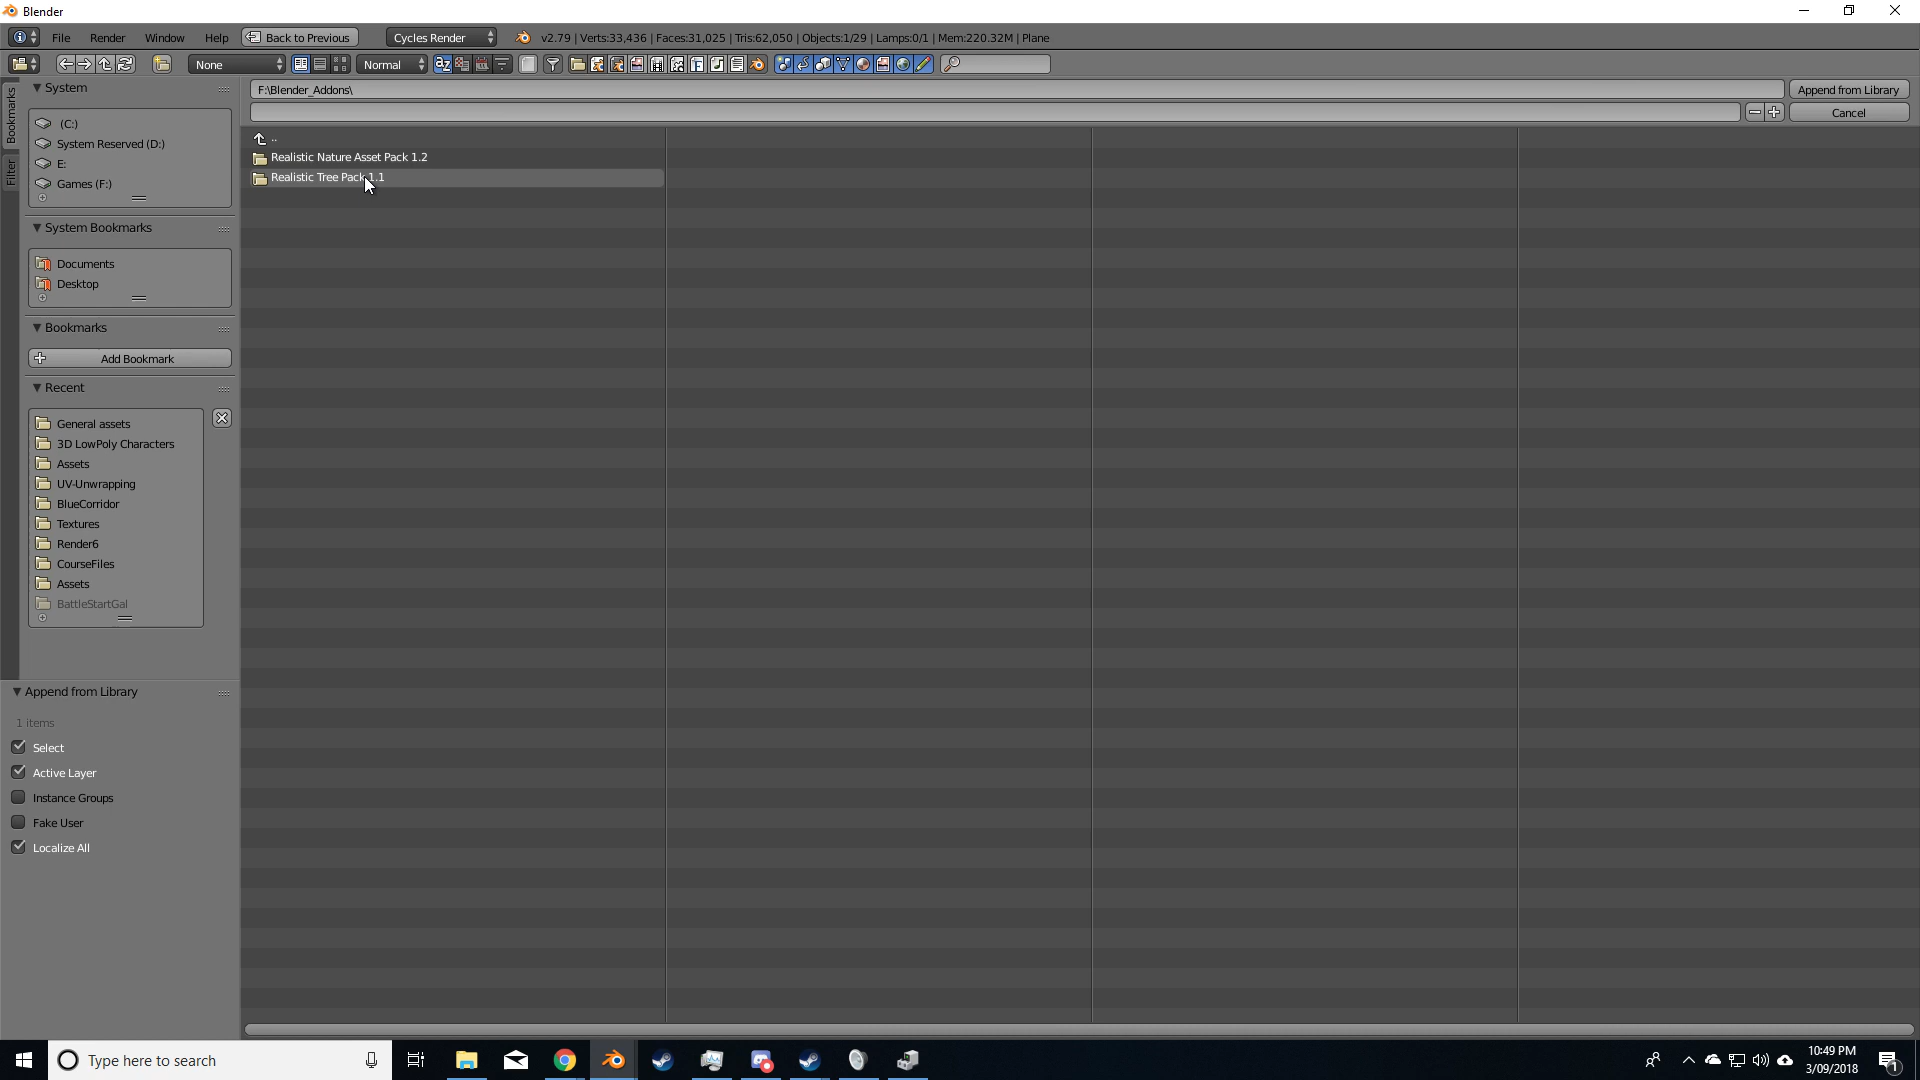 Blender
File Render Window Help Back to Previous Cycles Render v2.79 | Verts:33,436 | Faces:31,025 | Tris:62,050 | Objects:1/29 | Lamps:0/1 | Mem:220.32M | Plane
None Normal
Bookmarks
Filter
System
(C:)
System Reserved (D:)
E:
Games (F:)
System Bookmarks
Documents
Desktop
Bookmarks
Add Bookmark
Recent
General assets
3D LowPoly Characters
Assets
UV-Unwrapping
BlueCorridor
Textures
Render6
CourseFiles
Assets
BattleStartGal
Append from Library
1 items
Select
Active Layer
Instance Groups
Fake User
Localize All
F:\Blender_Addons\
Append from Library
Cancel
..
Realistic Nature Asset Pack 1.2
Realistic Tree Pack 1.1
Type here to search
10:49 PM
3/09/2018
1